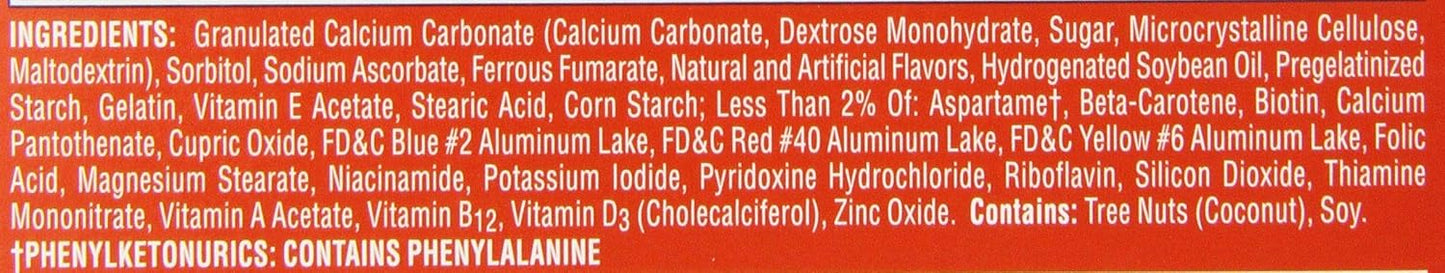 INGREDIENTS: Granulated Calcium Carbonate (Calcium Carbonate, Dextrose Monohydrate, Sugar, Microcrystalline Cellulose,
Maltodextrin), Sorbitol, Sodium Ascorbate, Ferrous Fumarate, Natural and Artificial Flavors, Hydrogenated Soybean Oil, Pregelatinized
Starch, Gelatin, Vitamin E Acetate, Stearic Acid, Corn Starch; Less Than 2% Of: Aspartame†, Beta-Carotene, Biotin, Calcium
Pantothenate, Cupric Oxide, FD&C Blue #2 Aluminum Lake, FD&C Red #40 Aluminum Lake, FD&C Yellow #6 Aluminum Lake, Folic
Acid, Magnesium Stearate, Niacinamide, Potassium Iodide, Pyridoxine Hydrochloride, Riboflavin, Silicon Dioxide, Thiamine
Mononitrate, Vitamin A Acetate, Vitamin B12, Vitamin D3 (Cholecalciferol), Zinc Oxide. Contains: Tree Nuts (Coconut), Soy.
†PHENYLKETONURICS: CONTAINS PHENYLALANINE